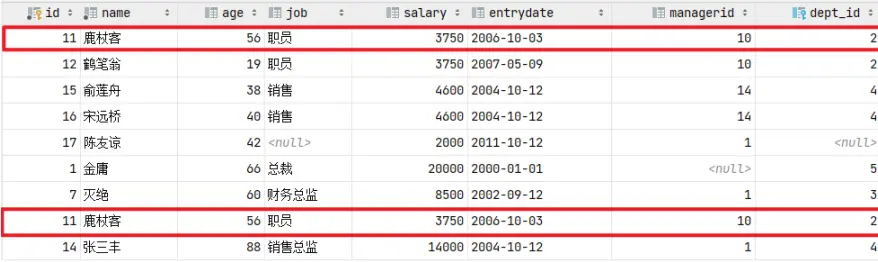 id name age job salary entrydate managerid dept_id
11 鹿杖客 56 职员 3750 2006-10-03 10 2
12 鹤笔翁 19 职员 3750 2007-05-09 10 2
15 俞莲舟 38 销售 4600 2004-10-12 14 4
16 宋远桥 40 销售 4600 2004-10-12 14 4
17 陈友谅 42 <null> 2000 2011-10-12 1 <null>
1 金庸 66 总裁 20000 2000-01-01 <null> 5
7 灭绝 60 财务总监 8500 2002-09-12 1 3
11 鹿杖客 56 职员 3750 2006-10-03 10 2
14 张三丰 88 销售总监 14000 2004-10-12 1 4